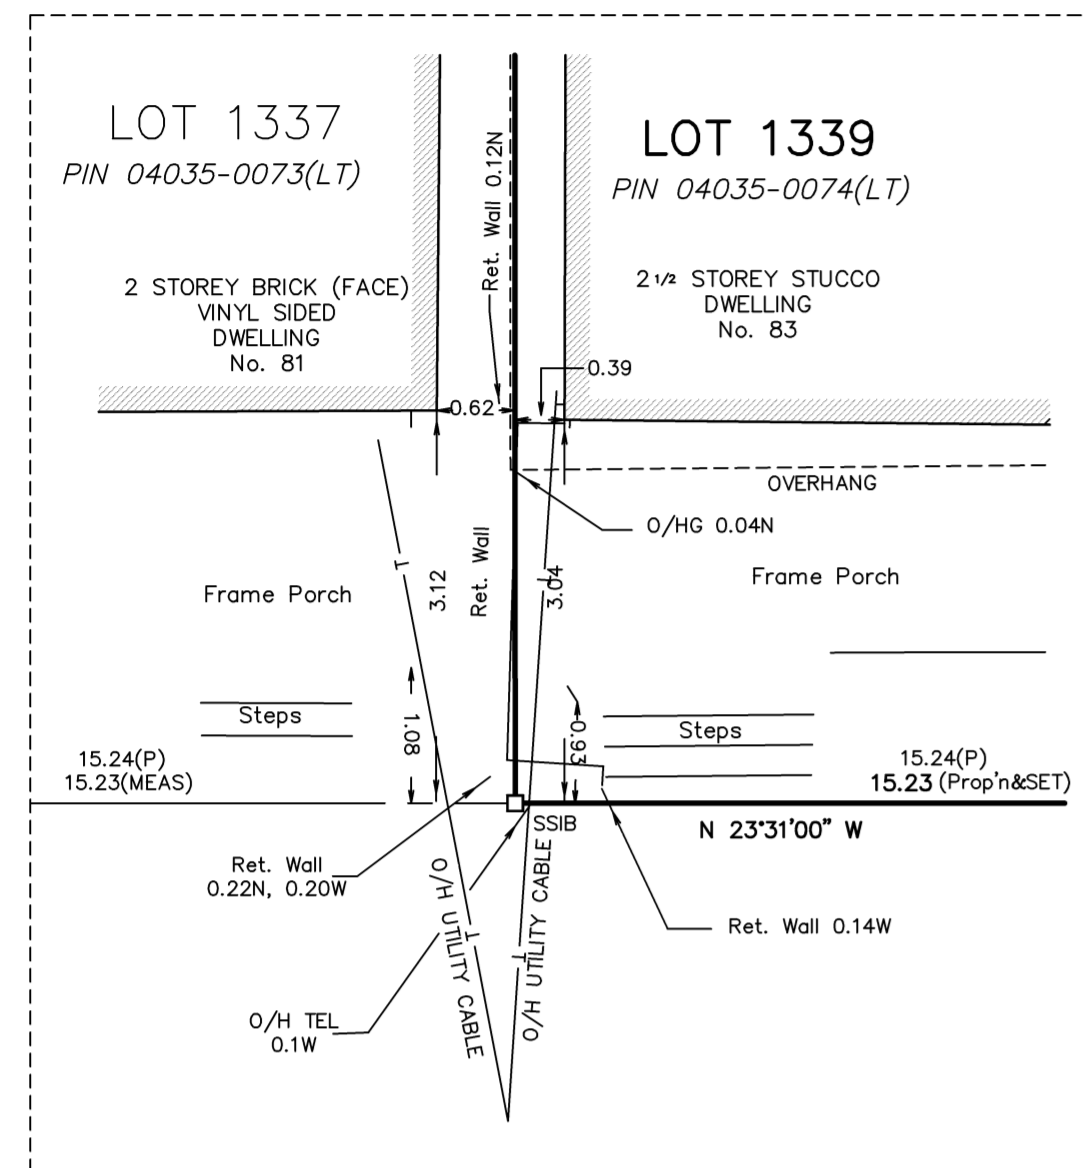 LOT 1337
PIN 04035-0073(LT)
2 STOREY BRICK (FACE)
VINYL SIDED
DWELLING
No. 81
Ret. Wall 0.12N
LOT 1339
PIN 04035-0074(LT)
2 1/2 STOREY STUCCO
DWELLING
No. 83
0.39
0.62
OVERHANG
O/HG 0.04N
Frame Porch
3.12
Ret. Wall
3.04
Frame Porch
Steps
1.08
0.93
Steps
15.24(P)
15.23(MEAS)
15.24(P)
15.23 (Prop'n&SET)
SSIB
N 23°31'00" W
Ret. Wall
0.22N, 0.20W
O/H UTILITY CABLE
O/H UTILITY CABLE
Ret. Wall 0.14W
O/H TEL
0.1W